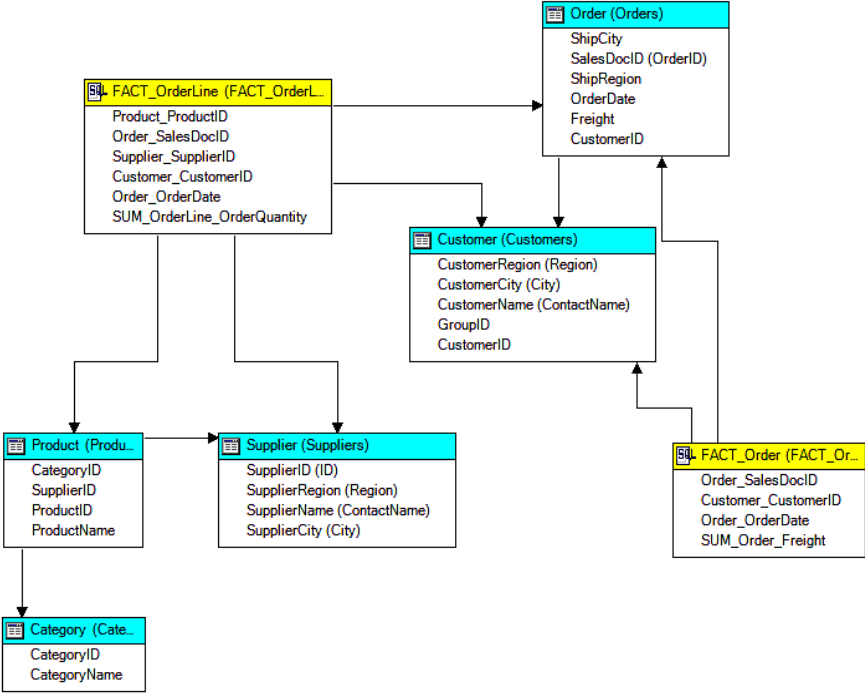 Order (Orders)
ShipCity
SalesDocID (OrderID)
ShipRegion
OrderDate
Freight
CustomerID
FACT_OrderLine (FACT_OrderL...
Product_ProductID
Order_SalesDocID
Supplier_SupplierID
Customer_CustomerID
Order_OrderDate
SUM_OrderLine_OrderQuantity
Customer (Customers)
CustomerRegion (Region)
CustomerCity (City)
CustomerName (ContactName)
GroupID
CustomerID
Product (Produ...
CategoryID
SupplierID
ProductID
ProductName
Supplier (Suppliers)
SupplierID (ID)
SupplierRegion (Region)
SupplierName (ContactName)
SupplierCity (City)
FACT_Order (FACT_Or...
Order_SalesDocID
Customer_CustomerID
Order_OrderDate
SUM_Order_Freight
Category (Cate...
CategoryID
CategoryName